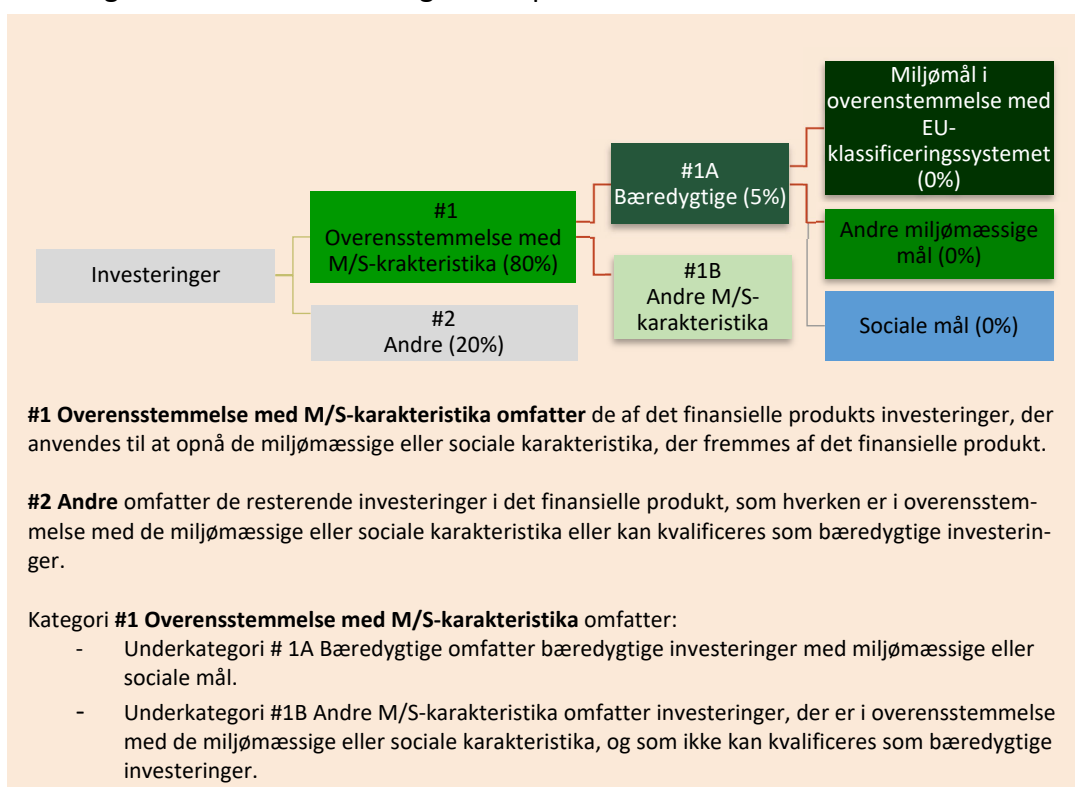 Miljømål i
overenstemmelse med
EU-
klassificeringssystemet
(0%)
#1A
Bæredygtige (5%)
#1
Overensstemmelse med
M/S-krakteristika (80%)
Andre miljømæssige
mål (0%)
Investeringer
#1B
Andre M/S-
karakteristika
#2
Andre (20%)
Sociale mål (0%)
#1 Overensstemmelse med M/S-karakteristika omfatter de af det finansielle produkts investeringer, der
anvendes til at opnå de miljømæssige eller sociale karakteristika, der fremmes af det finansielle produkt.
#2 Andre omfatter de resterende investeringer i det finansielle produkt, som hverken er i overensstem-
melse med de miljømæssige eller sociale karakteristika eller kan kvalificeres som bæredygtige investerin-
ger.
Kategori #1 Overensstemmelse med M/S-karakteristika omfatter:
- Underkategori # 1A Bæredygtige omfatter bæredygtige investeringer med miljømæssige eller
sociale mål.
- Underkategori #1B Andre M/S-karakteristika omfatter investeringer, der er i overensstemmelse
med de miljømæssige eller sociale karakteristika, og som ikke kan kvalificeres som bæredygtige
investeringer.